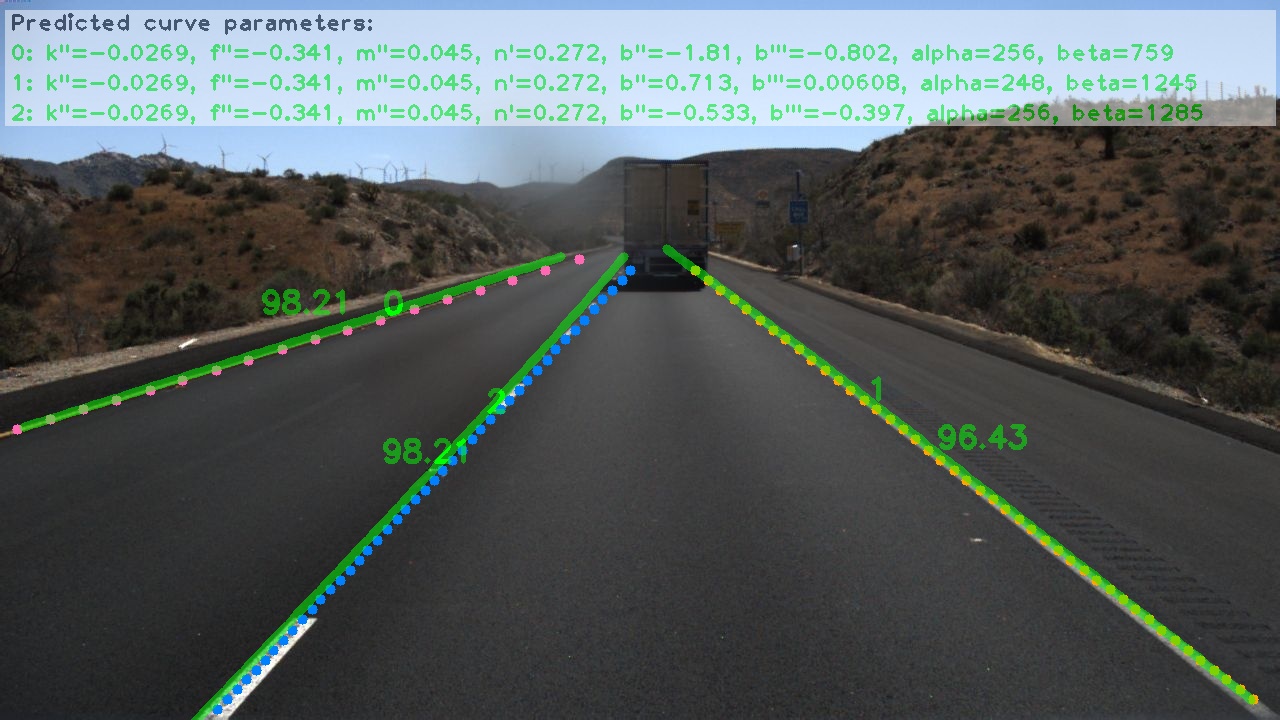 Predicted curve parameters:
0: k''=-0.0269, f''=-0.341, m''=0.045, n'=0.272, b''=-1.81, b'''=-0.802, alpha=256, beta=759
1: k''=-0.0269, f''=-0.341, m''=0.045, n'=0.272, b''=0.713, b'''=0.00608, alpha=248, beta=1245
2: k''=-0.0269, f''=-0.341, m''=0.045, n'=0.272, b''=-0.533, b'''=-0.397, alpha=256, beta=1285
98.21 0
2 1
98.21 96.43